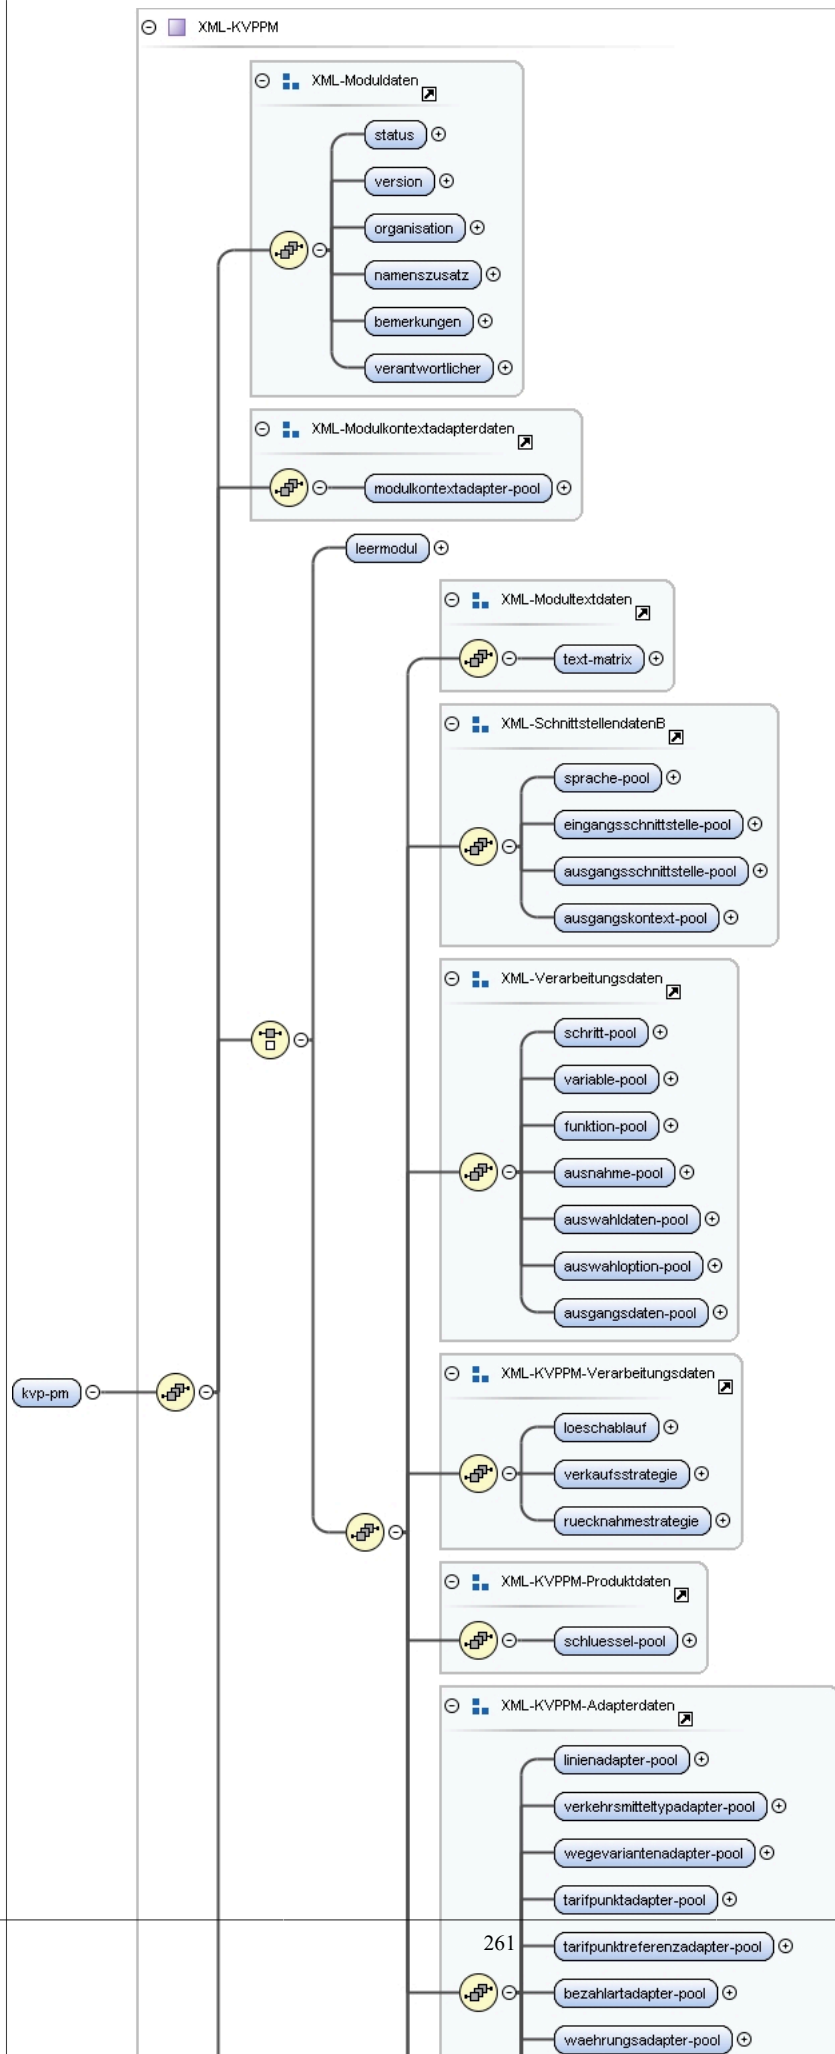 XML-KVPPM
XML-Moduldaten
status
version
organisation
namenszusatz
bemerkungen
verantwortlicher
XML-Modulkontextadapterdaten
modulkontextadapter-pool
leermodul
XML-Modultextdaten
text-matrix
XML-SchnittstellendatenB
sprache-pool
eingangsschnittstelle-pool
ausgangsschnittstelle-pool
ausgangskontext-pool
XML-Verarbeitungsdaten
schritt-pool
variable-pool
funktion-pool
ausnahme-pool
auswahldaten-pool
auswahloption-pool
ausgangsdaten-pool
XML-KVPPM-Verarbeitungsdaten
kvp-pm
loeschablauf
verkaufsstrategie
ruecknahmestrategie
XML-KVPPM-Produktdaten
schluessel-pool
XML-KVPPM-Adapterdaten
linienadapter-pool
verkehrsmitteltypadapter-pool
wegevariantenadapter-pool
tarifpunktadapter-pool
261
tarifpunktreferenzadapter-pool
bezahlartadapter-pool
waehrungsadapter-pool